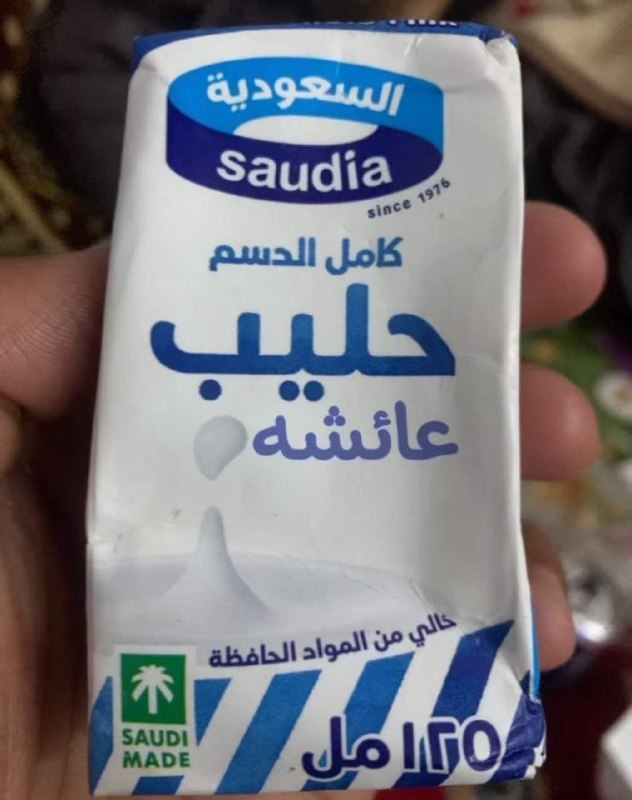 السعودية
saudia
since 1976
كامل الدسم
حليب
عائشه
خالي من المواد الحافظة
SAUDI
MADE
١٢٥ مل